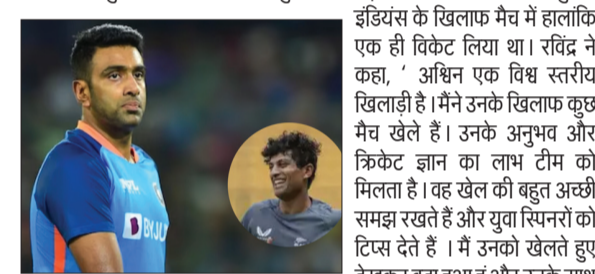 इंडियंस के खिलाफ मैच में हालांकि
एक ही विकेट लिया था। रविंद्र ने
कहा, ‘ अश्विन एक विश्व स्तरीय
खिलाड़ी है।मैंने उनके खिलाफ कुछ
मैच खेले हैं। उनके अनुभव और
क्रिकेट ज्ञान का लाभ टीम को
मिलता है। वह खेल की बहुत अच्छी
समझ रखते हैं और युवा स्पिनरों को
टिप्स देते हैं । मैं उनको खेलते हुए
BYJU